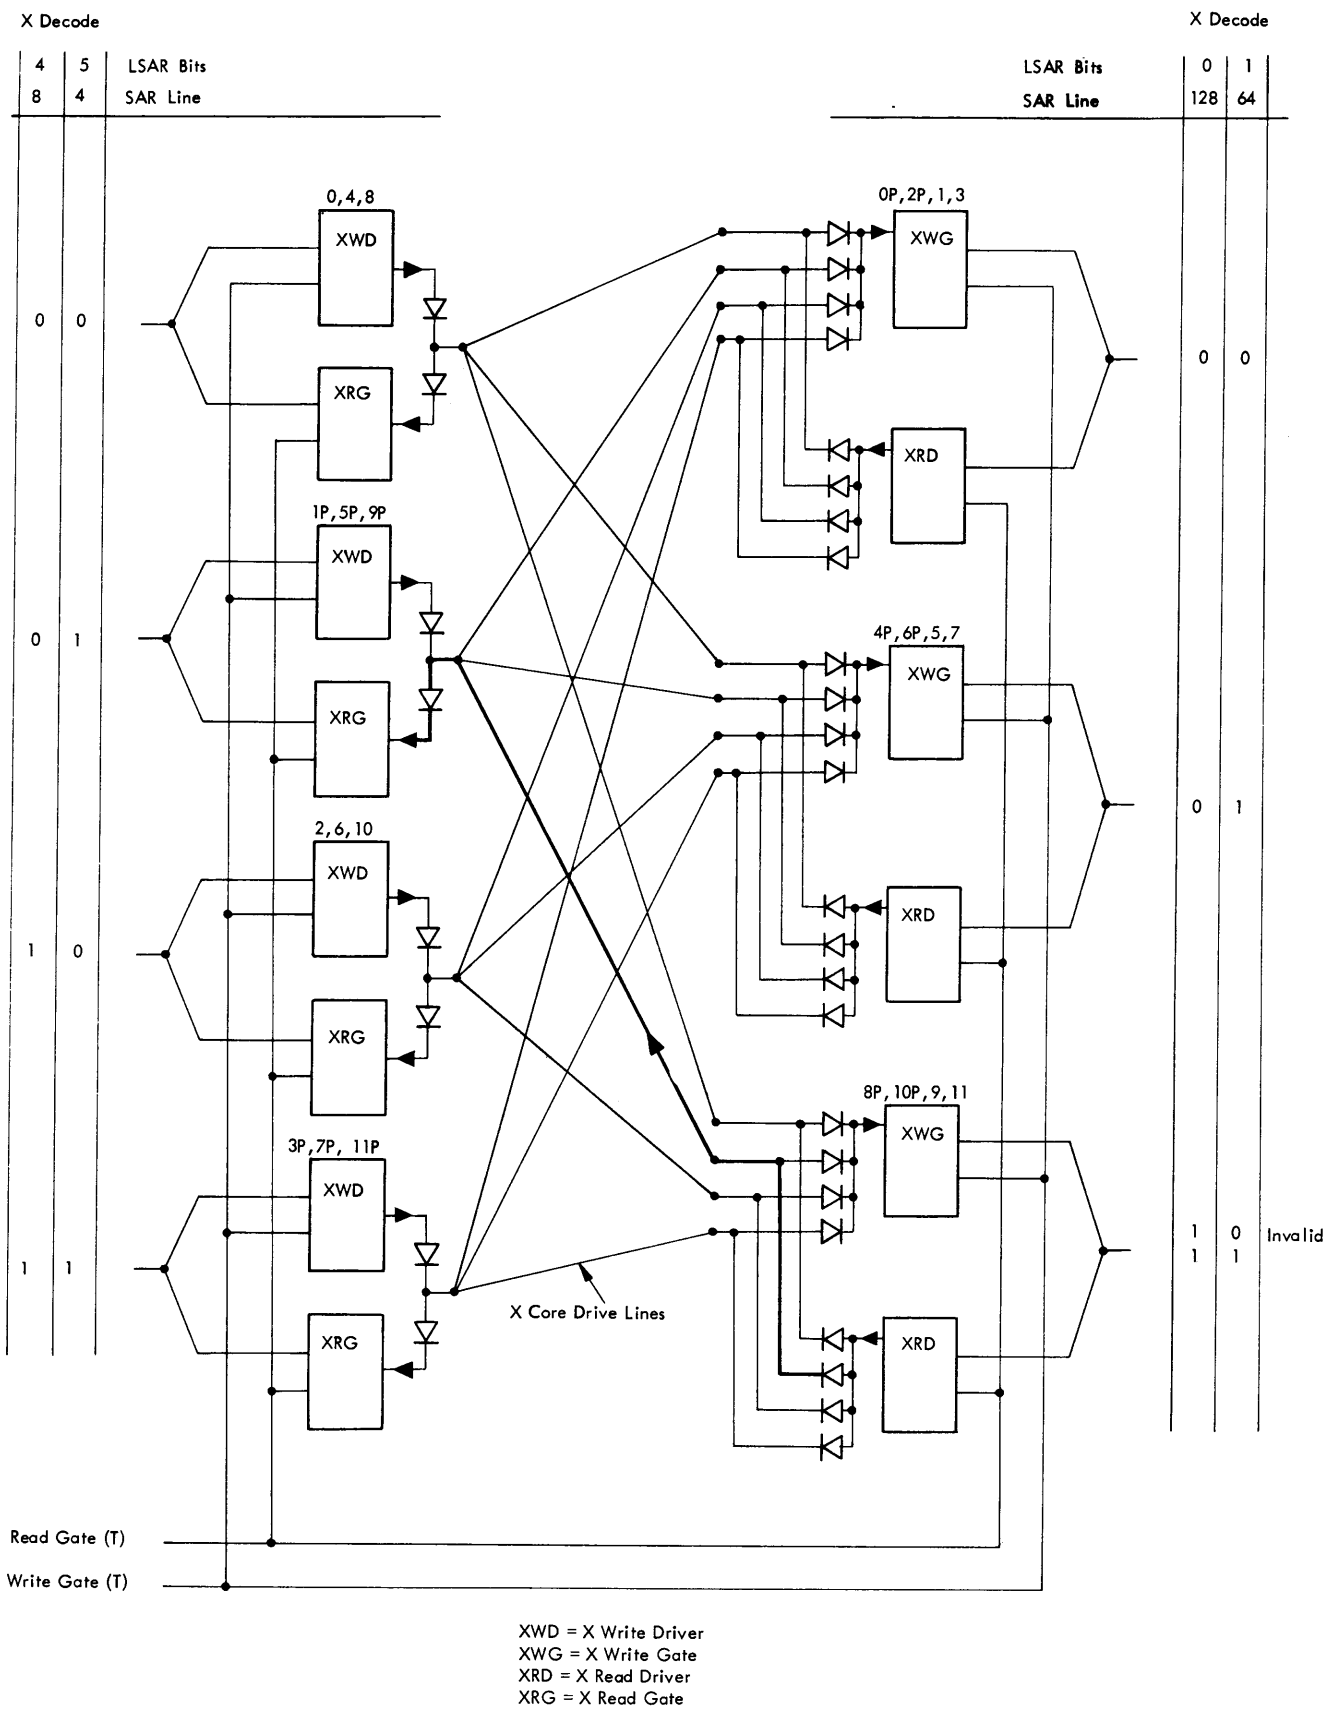 X Decode
X Decode
4 5 LSAR Bits
LSAR Bits 0 1
8 4 SAR Line
SAR Line 128 64
0,4,8
0P,2P,1,3
XWD
XWG
0 0
0 0
XRG
XRD
1P,5P,9P
XWD
0 1
4P,6P,5,7
XWG
XRG
0 1
2,6,10
XWD
XRD
1 0
XRG
8P,10P,9,11
XWG
3P,7P, 11P
XWD
1 0 Invalid
1 1
1 1
X Core Drive Lines
XRG
XRD
Read Gate (T)
Write Gate (T)
XWD = X Write Driver
XWG = X Write Gate
XRD = X Read Driver
XRG = X Read Gate